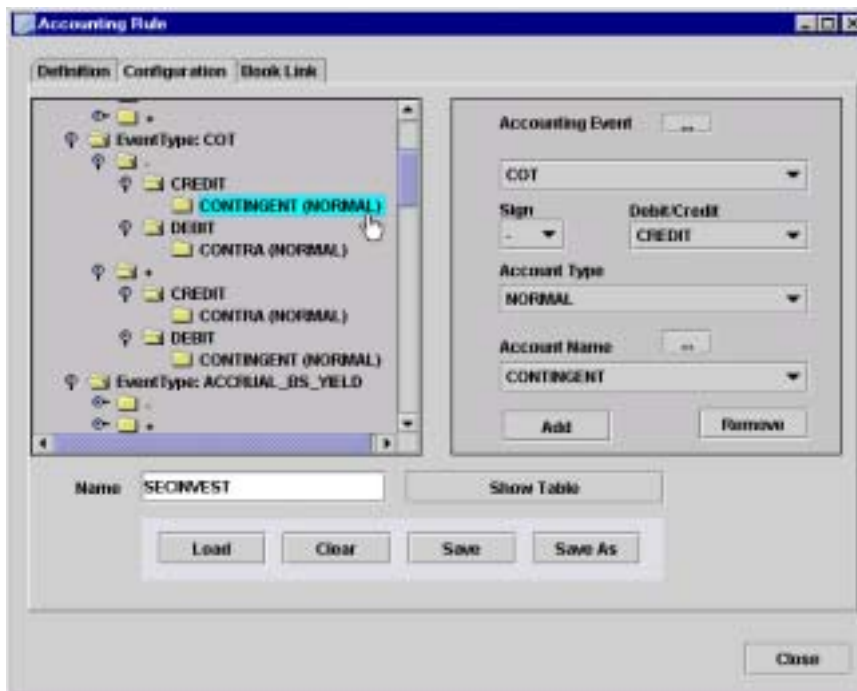 Accounting Rule
Definition Configuration Book Link
+
EventType: COT
-
CREDIT
CONTINGENT (NORMAL)
DEBIT
CONTRA (NORMAL)
+
CREDIT
CONTRA (NORMAL)
DEBIT
CONTINGENT (NORMAL)
EventType: ACCRUAL_BS_YIELD
-
+
Accounting Event ...
COT
Sign Debit/Credit
- CREDIT
Account Type
NORMAL
Account Name ...
CONTINGENT
Add Remove
Name SECINVEST Show Table
Load Clear Save Save As
Close